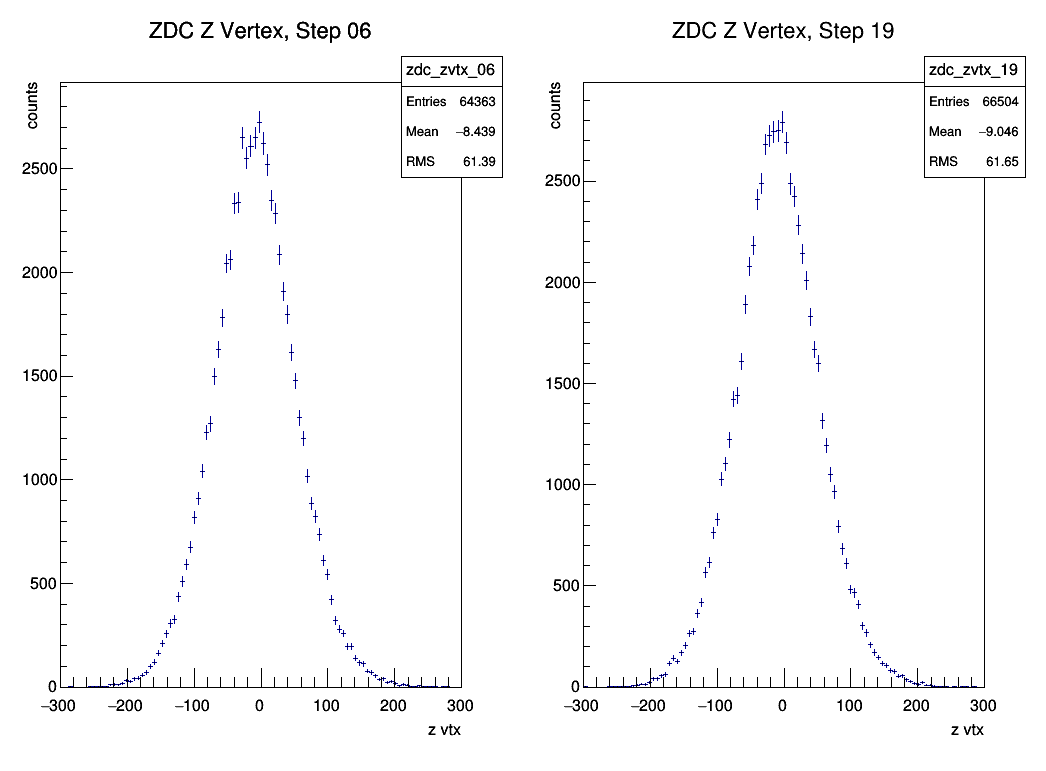 ZDC Z Vertex, Step 06
zdc_zvtx_06
Entries 64363
Mean −8.439
RMS 61.39
counts
2500
2000
1500
1000
500
0
−300 −200 −100 0 100 200 300
z vtx
ZDC Z Vertex, Step 19
zdc_zvtx_19
Entries 66504
Mean −9.046
RMS 61.65
counts
2500
2000
1500
1000
500
0
−300 −200 −100 0 100 200 300
z vtx